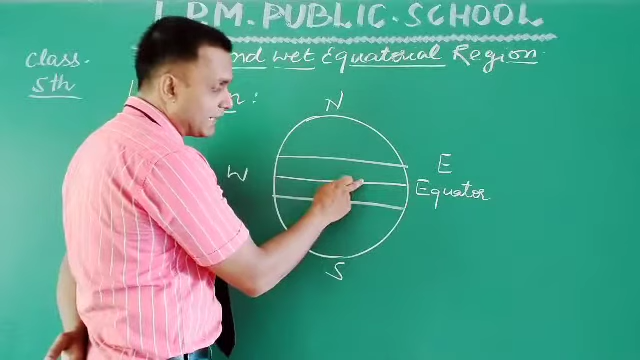 P.M. PUBLIC. SCHOOL
Class.
5th
and wet Equatorial Region
N
W
E
Equator
S